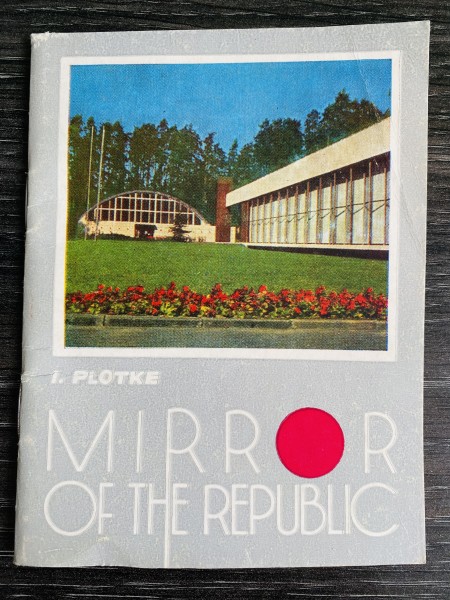 I. PLOTKE
MIRROR
OF THE REPUBLIC